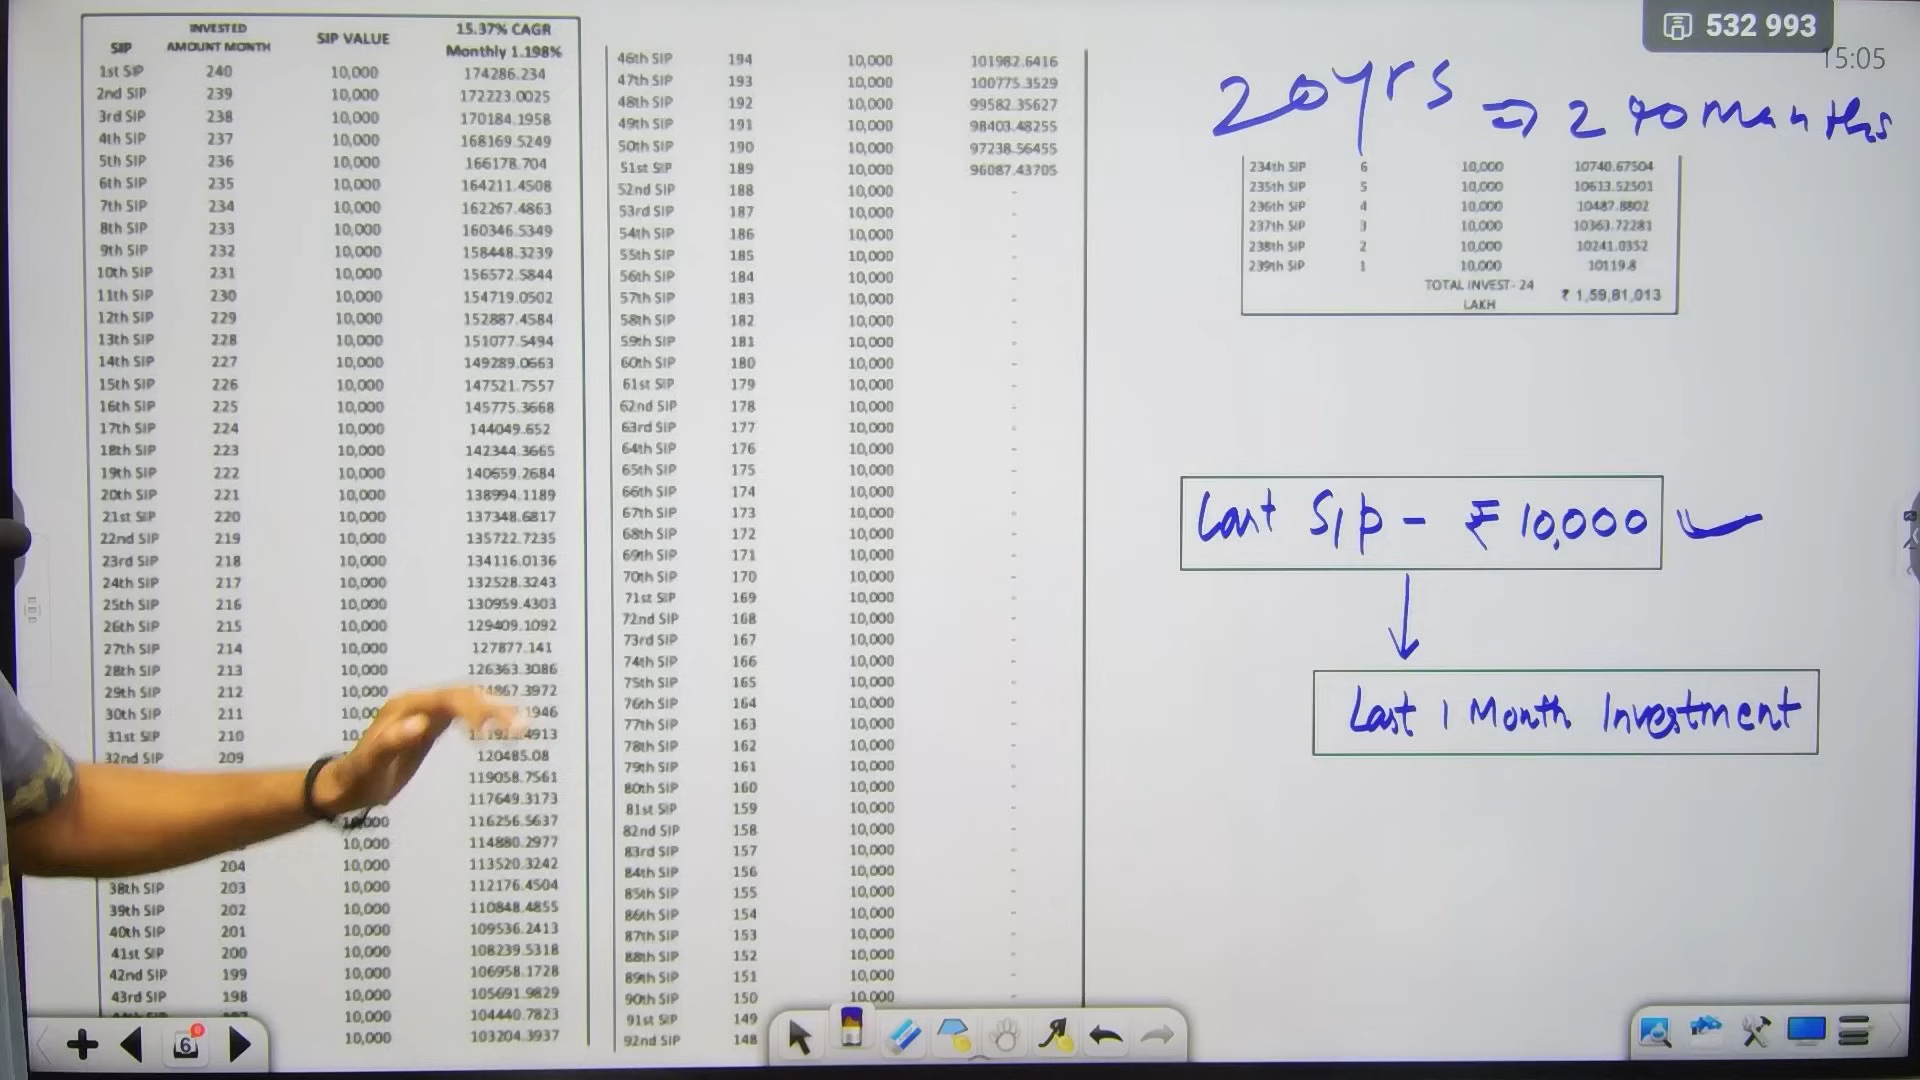 532 993
15:05
SIP INVESTED AMOUNT MONTH SIP VALUE 15.37% CAGR Monthly 1.198%
1st SIP 240 10,000 174286.234
2nd SIP 239 10,000 172223.0025
3rd SIP 238 10,000 170184.1958
4th SIP 237 10,000 168169.5249
5th SIP 236 10,000 166178.704
6th SIP 235 10,000 164211.4508
7th SIP 234 10,000 162267.4863
8th SIP 233 10,000 160346.5349
9th SIP 232 10,000 158448.3239
10th SIP 231 10,000 156572.5844
11th SIP 230 10,000 154719.0502
12th SIP 229 10,000 152887.4584
13th SIP 228 10,000 151077.5494
14th SIP 227 10,000 149289.0663
15th SIP 226 10,000 147521.7557
16th SIP 225 10,000 145775.3668
17th SIP 224 10,000 144049.652
18th SIP 223 10,000 142344.3665
19th SIP 222 10,000 140659.2684
20th SIP 221 10,000 138994.1189
21st SIP 220 10,000 137348.6817
22nd SIP 219 10,000 135722.7235
23rd SIP 218 10,000 134116.0136
24th SIP 217 10,000 132528.3243
25th SIP 216 10,000 130959.4303
26th SIP 215 10,000 129409.1092
27th SIP 214 10,000 127877.141
28th SIP 213 10,000 126363.3086
29th SIP 212 10,000
30th SIP 211
31st SIP 210
32nd SIP 209 120485.08
119058.7561
117649.3173
10,000 116256.5637
10,000 114880.2977
204 10,000 113520.3242
38th SIP 203 10,000 112176.4504
39th SIP 202 10,000 110848.4855
40th SIP 201 10,000 109536.2413
41st SIP 200 10,000 108239.5318
42nd SIP 199 10,000 106958.1728
43rd SIP 198 10,000 105691.9829
10,000 104440.7823
10,000 103204.3937
46th SIP 194 10,000 101982.6416
47th SIP 193 10,000 100775.3529
48th SIP 192 10,000 99582.35627
49th SIP 191 10,000 98403.48255
50th SIP 190 10,000 97238.56455
51st SIP 189 10,000 96087.43705
52nd SIP 188 10,000 -
53rd SIP 187 10,000 -
54th SIP 186 10,000 -
55th SIP 185 10,000 -
56th SIP 184 10,000 -
57th SIP 183 10,000 -
58th SIP 182 10,000 -
59th SIP 181 10,000 -
60th SIP 180 10,000 -
61st SIP 179 10,000 -
62nd SIP 178 10,000 -
63rd SIP 177 10,000 -
64th SIP 176 10,000 -
65th SIP 175 10,000 -
66th SIP 174 10,000 -
67th SIP 173 10,000 -
68th SIP 172 10,000 -
69th SIP 171 10,000 -
70th SIP 170 10,000 -
71st SIP 169 10,000 -
72nd SIP 168 10,000 -
73rd SIP 167 10,000 -
74th SIP 166 10,000 -
75th SIP 165 10,000 -
76th SIP 164 10,000 -
77th SIP 163 10,000 -
78th SIP 162 10,000 -
79th SIP 161 10,000 -
80th SIP 160 10,000 -
81st SIP 159 10,000 -
82nd SIP 158 10,000 -
83rd SIP 157 10,000 -
84th SIP 156 10,000 -
85th SIP 155 10,000 -
86th SIP 154 10,000 -
87th SIP 153 10,000 -
88th SIP 152 10,000 -
89th SIP 151 10,000 -
90th SIP 150 10,000 -
91st SIP 149
92nd SIP 148
20yrs ⇒ 240 Months
234th SIP 6 10,000 10740.67504
235th SIP 5 10,000 10613.52501
236th SIP 4 10,000 10487.8802
237th SIP 3 10,000 10363.72281
238th SIP 2 10,000 10241.0352
239th SIP 1 10,000 10119.8
TOTAL INVEST- 24 LAKH ₹ 1,59,81,013
Last Sip - ₹ 10,000
Last 1 Month Investment
6
0